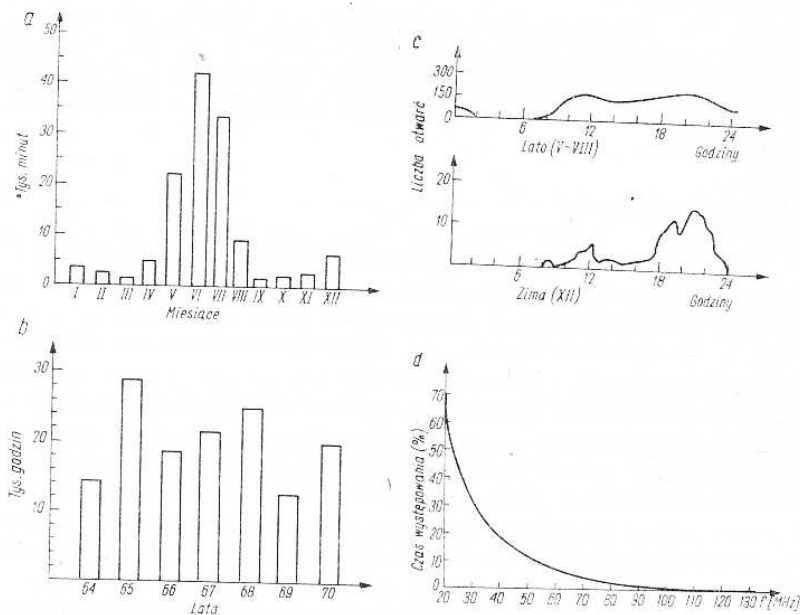 a
50
40
30
20
10
0
Tys. minut
I II III IV V VI VII VIII IX X XI XII
Miesiące
b
30
20
10
Tys. godzin
64 65 66 67 68 69 70
Lata
c
Liczba otwarć
300
150
0
6 12 18 24
Lato (V-VIII) Godziny
20
10
6 12 18 24
Zima (XII) Godziny
d
70
60
50
40
30
20
10
0
Czas występowania (%)
20 30 40 50 60 70 80 90 100 110 120 130 f (MHz)